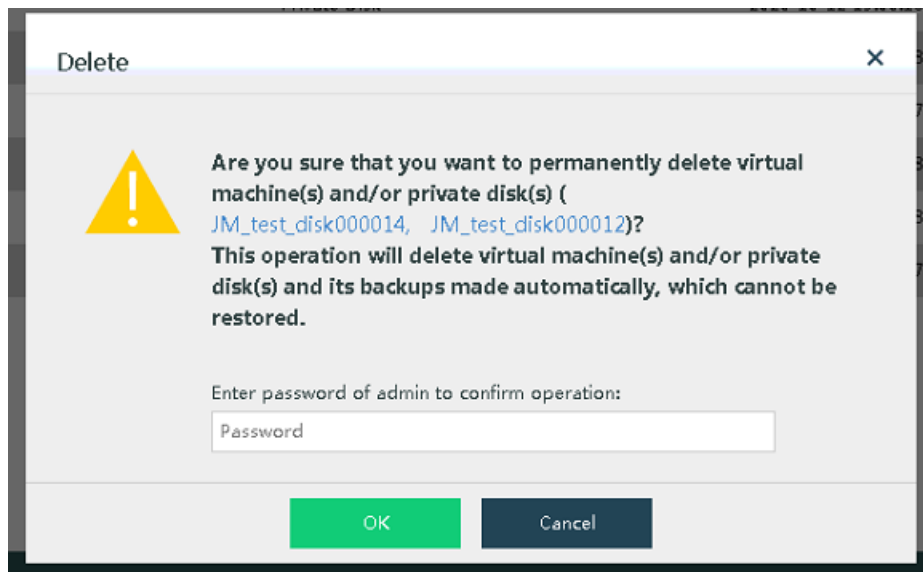 Delete
Are you sure that you want to permanently delete virtual
machine(s) and/or private disk(s) (
JM_test_disk000014, JM_test_disk000012)?
This operation will delete virtual machine(s) and/or private
disk(s) and its backups made automatically, which cannot be
restored.
Enter password of admin to confirm operation:
Password
OK Cancel